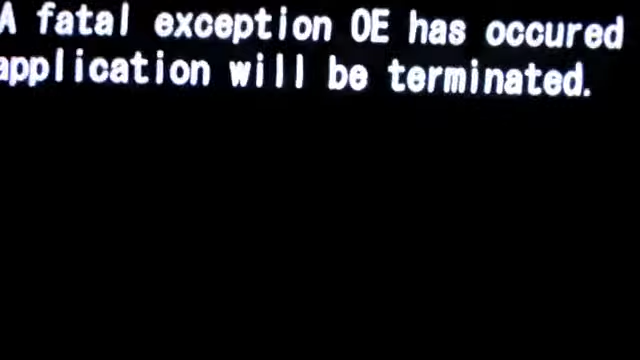 A fatal exception OE has occured
application will be terminated.